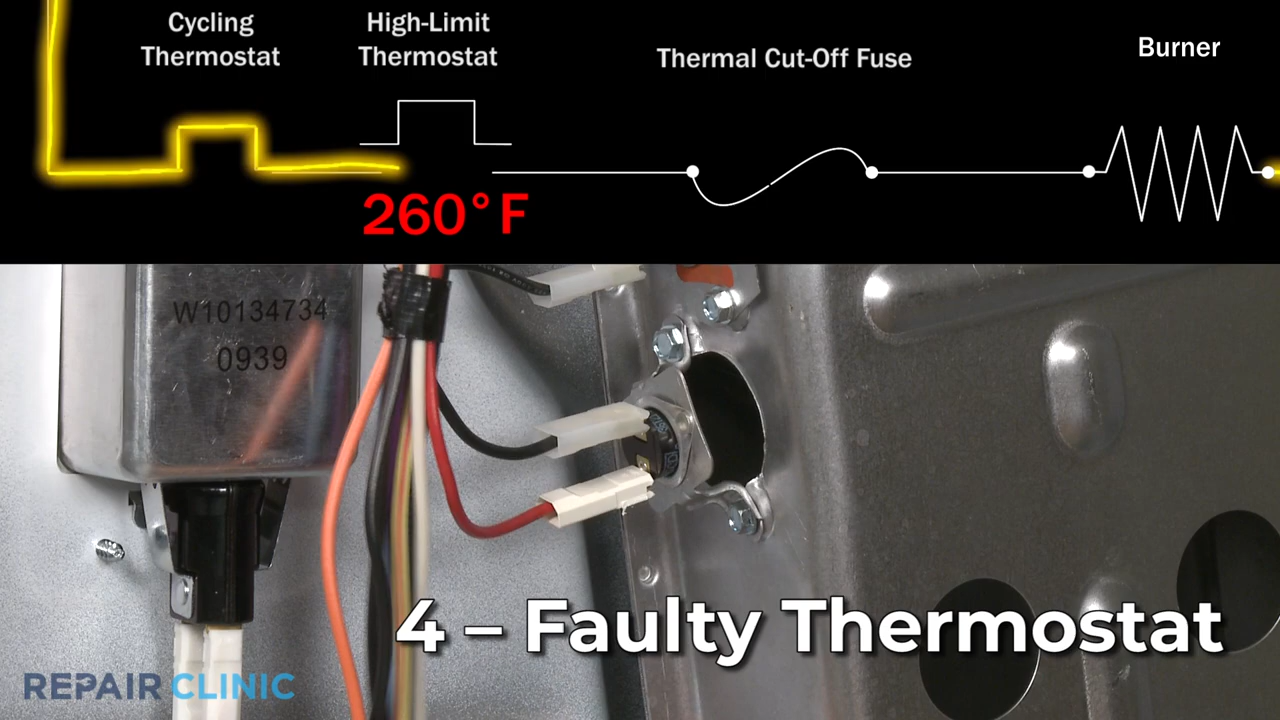 Cycling
Thermostat
High-Limit
Thermostat
Thermal Cut-Off Fuse
Burner
260°F
W10134734
0939
4 – Faulty Thermostat
REPAIR CLINIC